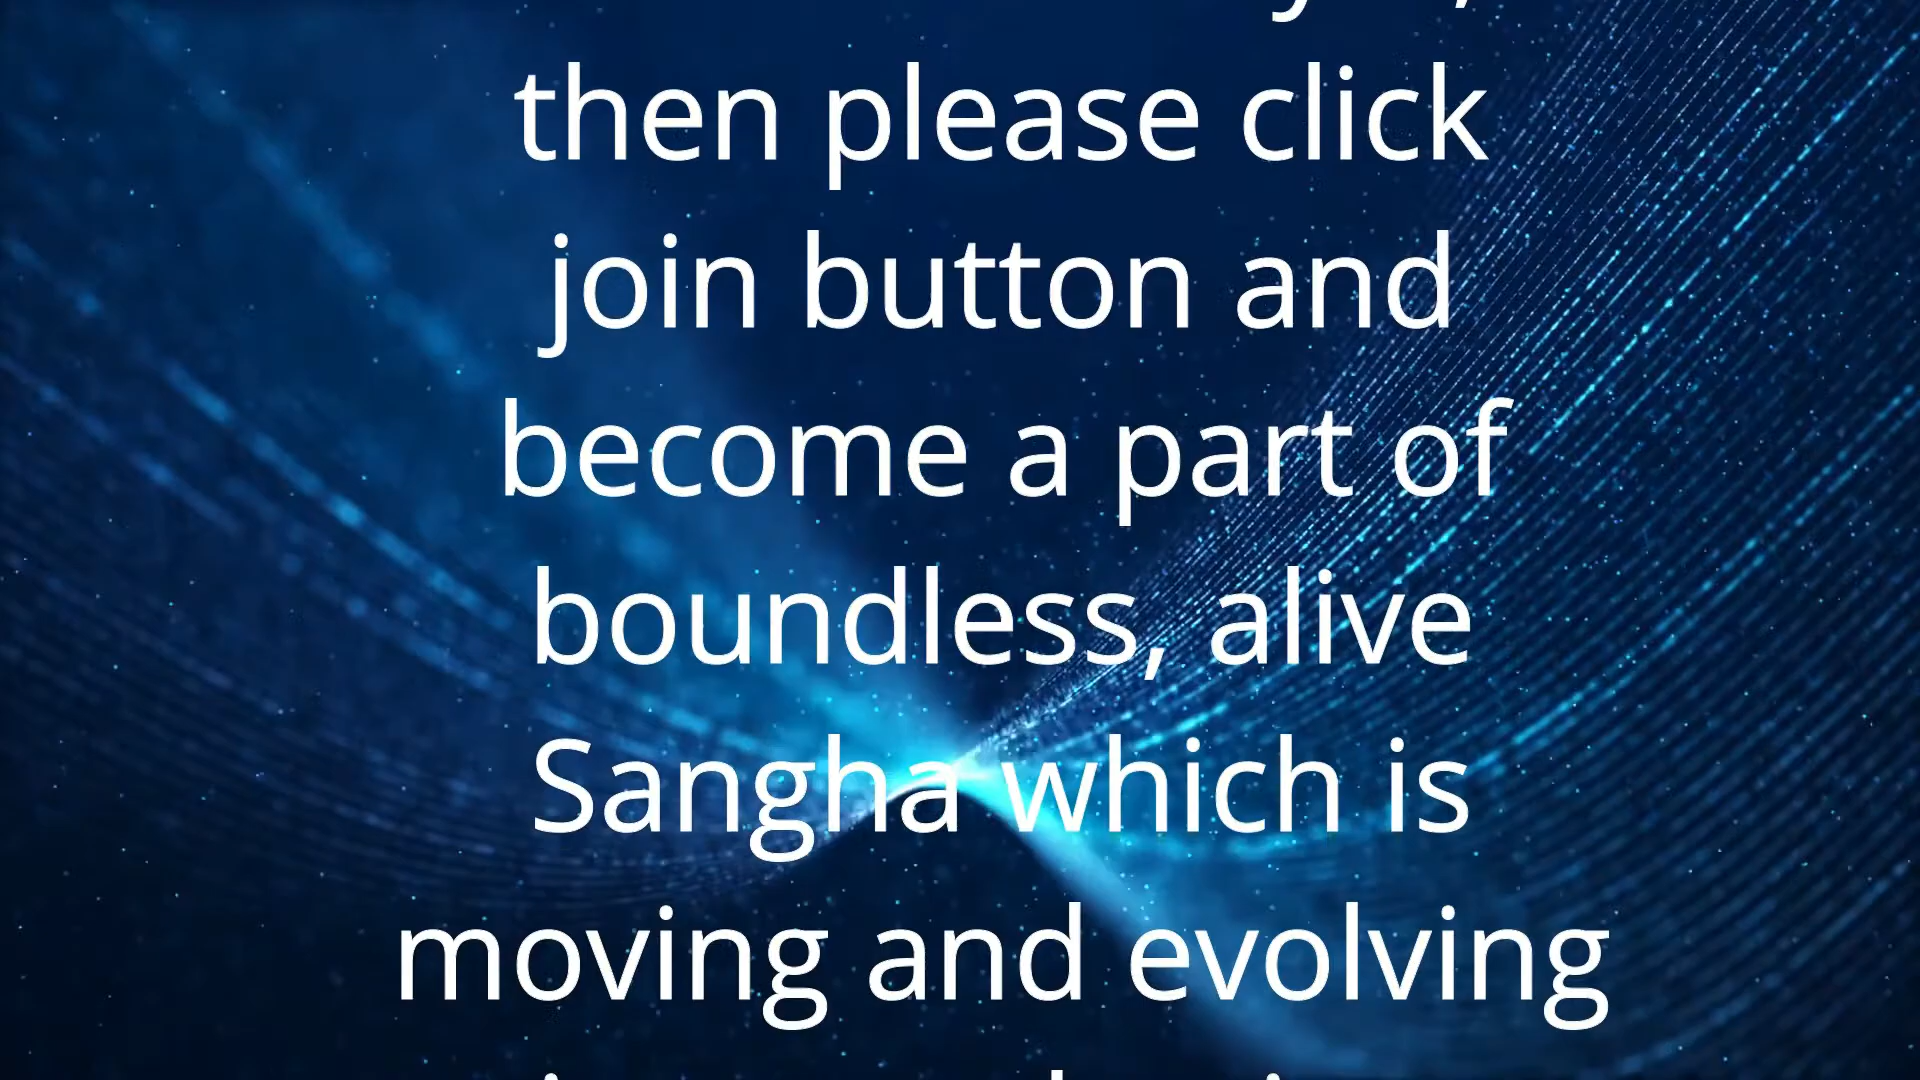 then please click
join button and
become a part of
boundless, alive
Sangha which is
moving and evolving